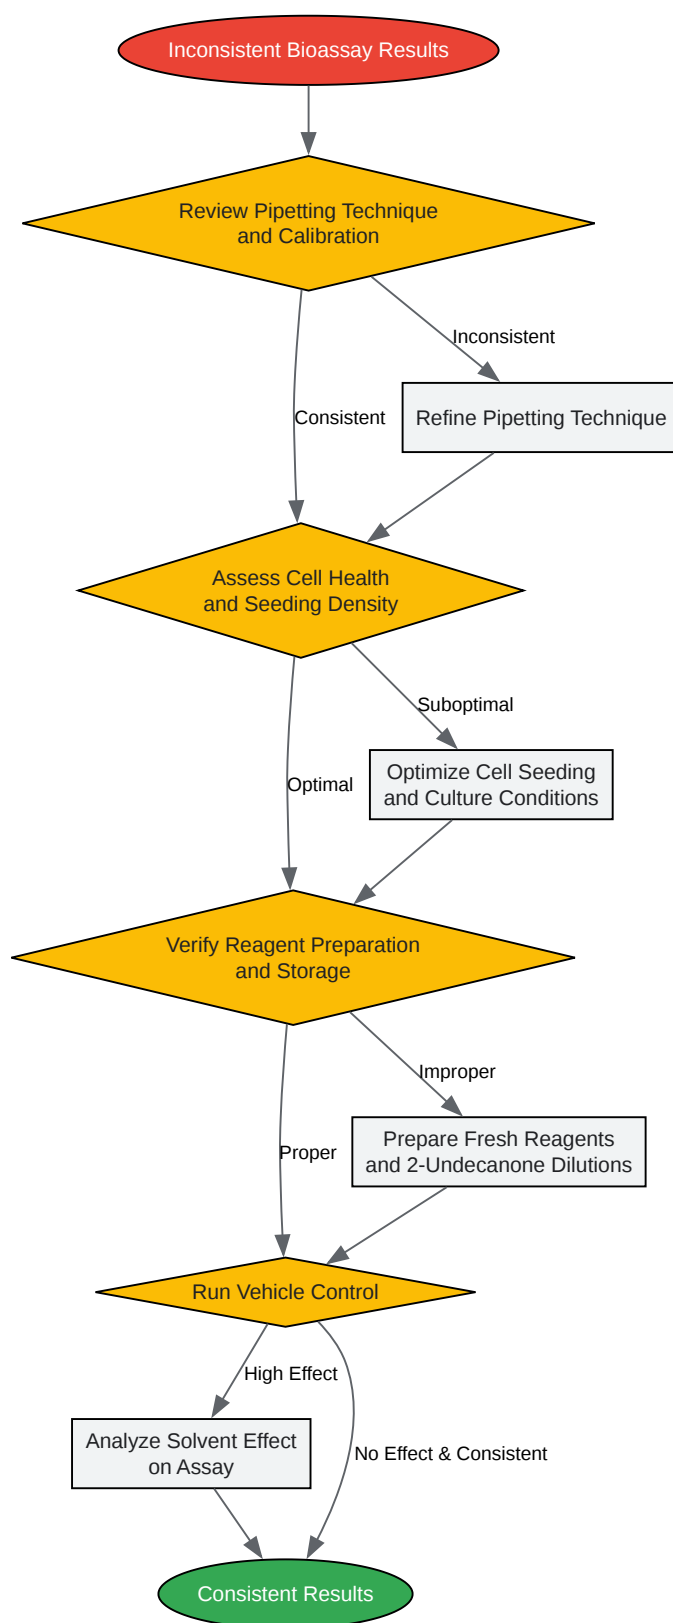 Inconsistent Bioassay Results
Review Pipetting Technique
and Calibration
Inconsistent
Consistent
Refine Pipetting Technique
Assess Cell Health
and Seeding Density
Suboptimal
Optimal
Optimize Cell Seeding
and Culture Conditions
Verify Reagent Preparation
and Storage
Improper
Proper
Prepare Fresh Reagents
and 2-Undecanone Dilutions
Run Vehicle Control
High Effect
Analyze Solvent Effect
on Assay
No Effect & Consistent
Consistent Results